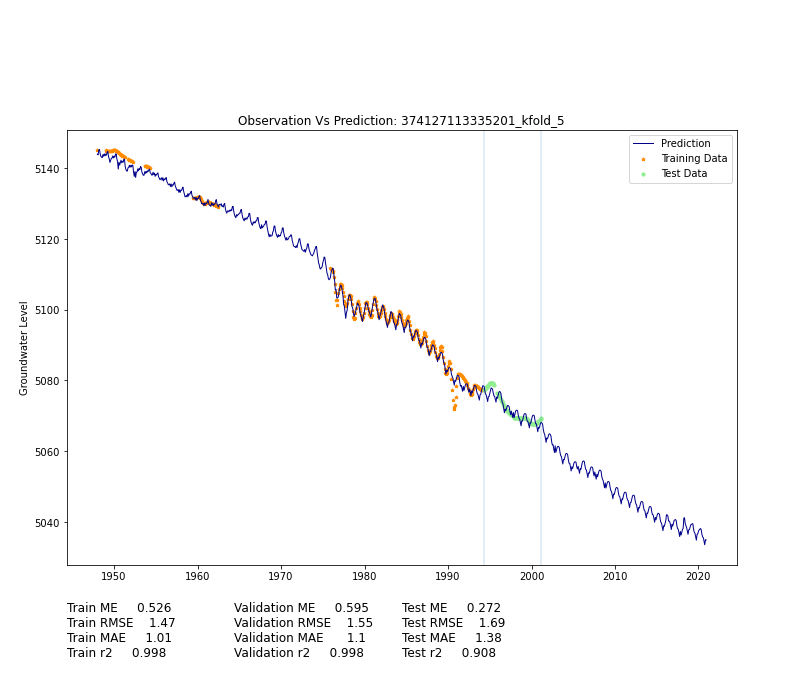 Observation Vs Prediction: 374127113335201_kfold_5
Prediction
Training Data
Test Data
Groundwater Level
5140
5120
5100
5080
5060
5040
1950 1960 1970 1980 1990 2000 2010 2020
Train ME 0.526 Validation ME 0.595 Test ME 0.272
Train RMSE 1.47 Validation RMSE 1.55 Test RMSE 1.69
Train MAE 1.01 Validation MAE 1.1 Test MAE 1.38
Train r2 0.998 Validation r2 0.998 Test r2 0.908